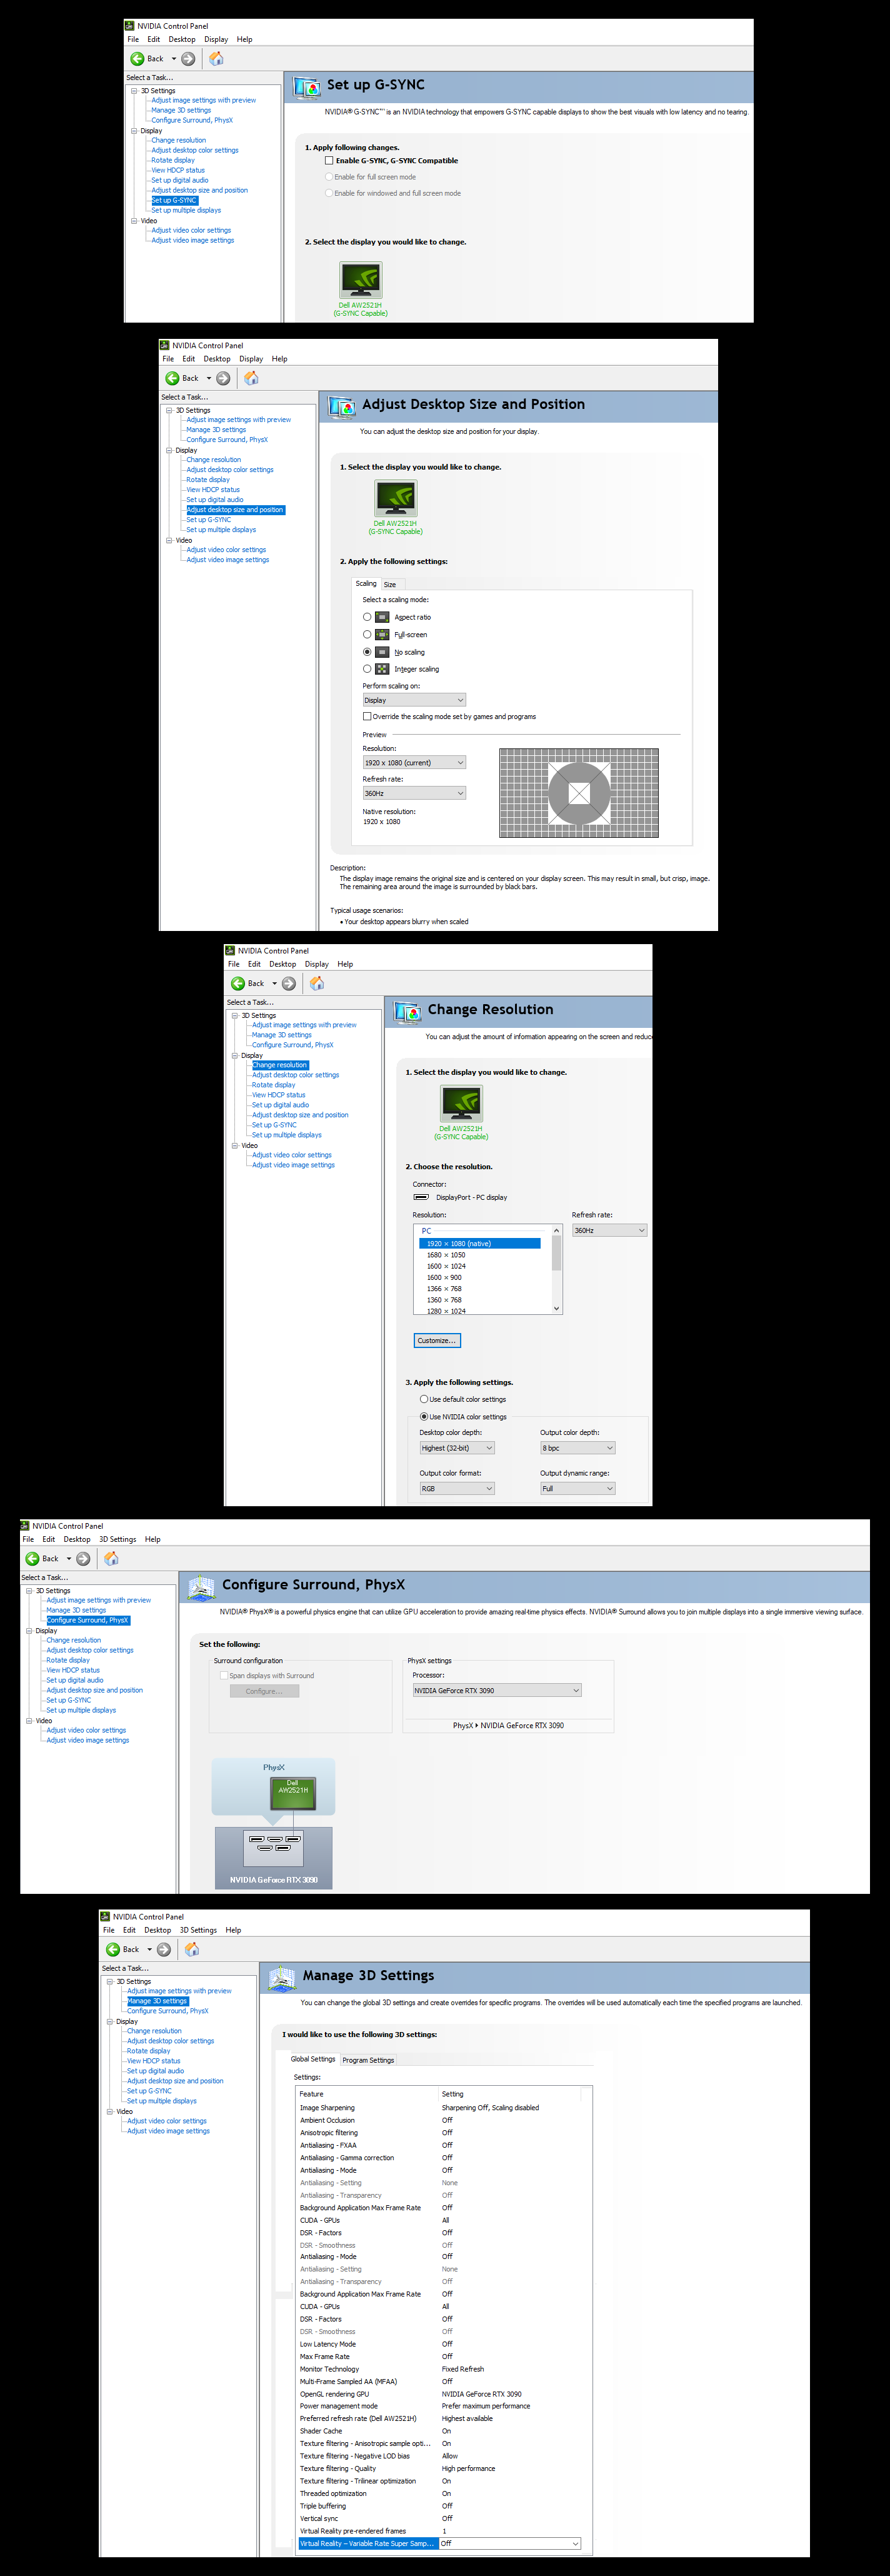 NVIDIA Control Panel
File Edit Desktop Display Help
Back
Select a Task...
3D Settings
Adjust image settings with preview
Manage 3D settings
Configure Surround, PhysX
Display
Change resolution
Adjust desktop color settings
Rotate display
View HDCP status
Set up digital audio
Adjust desktop size and position
Set up G-SYNC
Set up multiple displays
Video
Adjust video color settings
Adjust video image settings
Set up G-SYNC
NVIDIA® G-SYNC™ is an NVIDIA technology that empowers G-SYNC capable displays to show the best visuals with low latency and no tearing.
1. Apply following changes.
Enable G-SYNC, G-SYNC Compatible
Enable for full screen mode
Enable for windowed and full screen mode
2. Select the display you would like to change.
Dell AW2521H
(G-SYNC Capable)
NVIDIA Control Panel
File Edit Desktop Display Help
Back
Select a Task...
3D Settings
Adjust image settings with preview
Manage 3D settings
Configure Surround, PhysX
Display
Change resolution
Adjust desktop color settings
Rotate display
View HDCP status
Set up digital audio
Adjust desktop size and position
Set up G-SYNC
Set up multiple displays
Video
Adjust video color settings
Adjust video image settings
Adjust Desktop Size and Position
You can adjust the desktop size and position for your display.
1. Select the display you would like to change.
Dell AW2521H
(G-SYNC Capable)
2. Apply the following settings:
Scaling Size
Select a scaling mode:
Aspect ratio
Full-screen
No scaling
Integer scaling
Perform scaling on:
Display
Override the scaling mode set by games and programs
Preview
Resolution:
1920 x 1080 (current)
Refresh rate:
360Hz
Native resolution:
1920 x 1080
Description:
The display image remains the original size and is centered on your display screen. This may result in small, but crisp, image.
The remaining area around the image is surrounded by black bars.
Typical usage scenarios:
• Your desktop appears blurry when scaled
NVIDIA Control Panel
File Edit Desktop Display Help
Back
Select a Task...
3D Settings
Adjust image settings with preview
Manage 3D settings
Configure Surround, PhysX
Display
Change resolution
Adjust desktop color settings
Rotate display
View HDCP status
Set up digital audio
Adjust desktop size and position
Set up G-SYNC
Set up multiple displays
Video
Adjust video color settings
Adjust video image settings
Change Resolution
You can adjust the amount of information appearing on the screen and reduce
1. Select the display you would like to change.
Dell AW2521H
(G-SYNC Capable)
2. Choose the resolution.
Connector:
DisplayPort - PC display
Resolution: Refresh rate:
PC 360Hz
1920 × 1080 (native)
1680 × 1050
1600 × 1024
1600 × 900
1366 × 768
1360 × 768
1280 × 1024
Customize...
3. Apply the following settings.
Use default color settings
Use NVIDIA color settings
Desktop color depth: Output color depth:
Highest (32-bit) 8 bpc
Output color format: Output dynamic range:
RGB Full
NVIDIA Control Panel
File Edit Desktop 3D Settings Help
Back
Select a Task...
3D Settings
Adjust image settings with preview
Manage 3D settings
Configure Surround, PhysX
Display
Change resolution
Adjust desktop color settings
Rotate display
View HDCP status
Set up digital audio
Adjust desktop size and position
Set up G-SYNC
Set up multiple displays
Video
Adjust video color settings
Adjust video image settings
Configure Surround, PhysX
NVIDIA® PhysX® is a powerful physics engine that can utilize GPU acceleration to provide amazing real-time physics effects. NVIDIA® Surround allows you to join multiple displays into a single immersive viewing surface.
Set the following:
Surround configuration PhysX settings
Span displays with Surround Processor:
Configure... NVIDIA GeForce RTX 3090
PhysX NVIDIA GeForce RTX 3090
PhysX
Dell
AW2521H
NVIDIA GeForce RTX 3090
NVIDIA Control Panel
File Edit Desktop 3D Settings Help
Back
Select a Task...
3D Settings
Adjust image settings with preview
Manage 3D settings
Configure Surround, PhysX
Display
Change resolution
Adjust desktop color settings
Rotate display
View HDCP status
Set up digital audio
Adjust desktop size and position
Set up G-SYNC
Set up multiple displays
Video
Adjust video color settings
Adjust video image settings
Manage 3D Settings
You can change the global 3D settings and create overrides for specific programs. The overrides will be used automatically each time the specified programs are launched.
I would like to use the following 3D settings:
Global Settings Program Settings
Settings:
Feature Setting
Image Sharpening Sharpening Off, Scaling disabled
Ambient Occlusion Off
Anisotropic filtering Off
Antialiasing - FXAA Off
Antialiasing - Gamma correction Off
Antialiasing - Mode Off
Antialiasing - Setting None
Antialiasing - Transparency Off
Background Application Max Frame Rate Off
CUDA - GPUs All
DSR - Factors Off
DSR - Smoothness Off
Antialiasing - Mode Off
Antialiasing - Setting None
Antialiasing - Transparency Off
Background Application Max Frame Rate Off
CUDA - GPUs All
DSR - Factors Off
DSR - Smoothness Off
Low Latency Mode Off
Max Frame Rate Off
Monitor Technology Fixed Refresh
Multi-Frame Sampled AA (MFAA) Off
OpenGL rendering GPU NVIDIA GeForce RTX 3090
Power management mode Prefer maximum performance
Preferred refresh rate (Dell AW2521H) Highest available
Shader Cache On
Texture filtering - Anisotropic sample opti... On
Texture filtering - Negative LOD bias Allow
Texture filtering - Quality High performance
Texture filtering - Trilinear optimization On
Threaded optimization On
Triple buffering Off
Vertical sync Off
Virtual Reality pre-rendered frames 1
Virtual Reality – Variable Rate Super Samp... Off